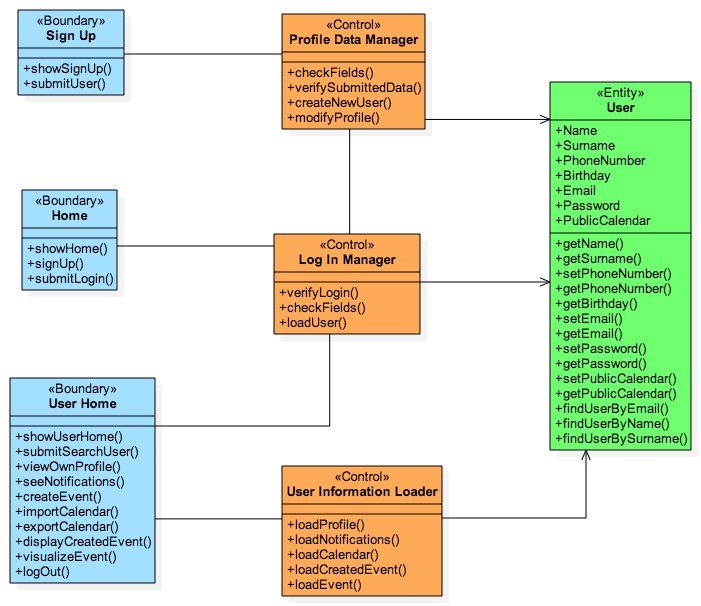 «Boundary»
Sign Up
+showSignUp()
+submitUser()
«Control»
Profile Data Manager
+checkFields()
+verifySubmittedData()
+createNewUser()
+modifyProfile()
«Entity»
User
+Name
+Surname
+PhoneNumber
+Birthday
+Email
+Password
+PublicCalendar
+getName()
+getSurname()
+setPhoneNumber()
+getPhoneNumber()
+getBirthday()
+setEmail()
+getEmail()
+setPassword()
+getPassword()
+setPublicCalendar()
+getPublicCalendar()
+findUserByEmail()
+findUserByName()
+findUserBySurname()
«Boundary»
Home
+showHome()
+signUp()
+submitLogin()
«Control»
Log In Manager
+verifyLogin()
+checkFields()
+loadUser()
«Boundary»
User Home
+showUserHome()
+submitSearchUser()
+viewOwnProfile()
+seeNotifications()
+createEvent()
+importCalendar()
+exportCalendar()
+displayCreatedEvent()
+visualizeEvent()
+logOut()
«Control»
User Information Loader
+loadProfile()
+loadNotifications()
+loadCalendar()
+loadCreatedEvent()
+loadEvent()